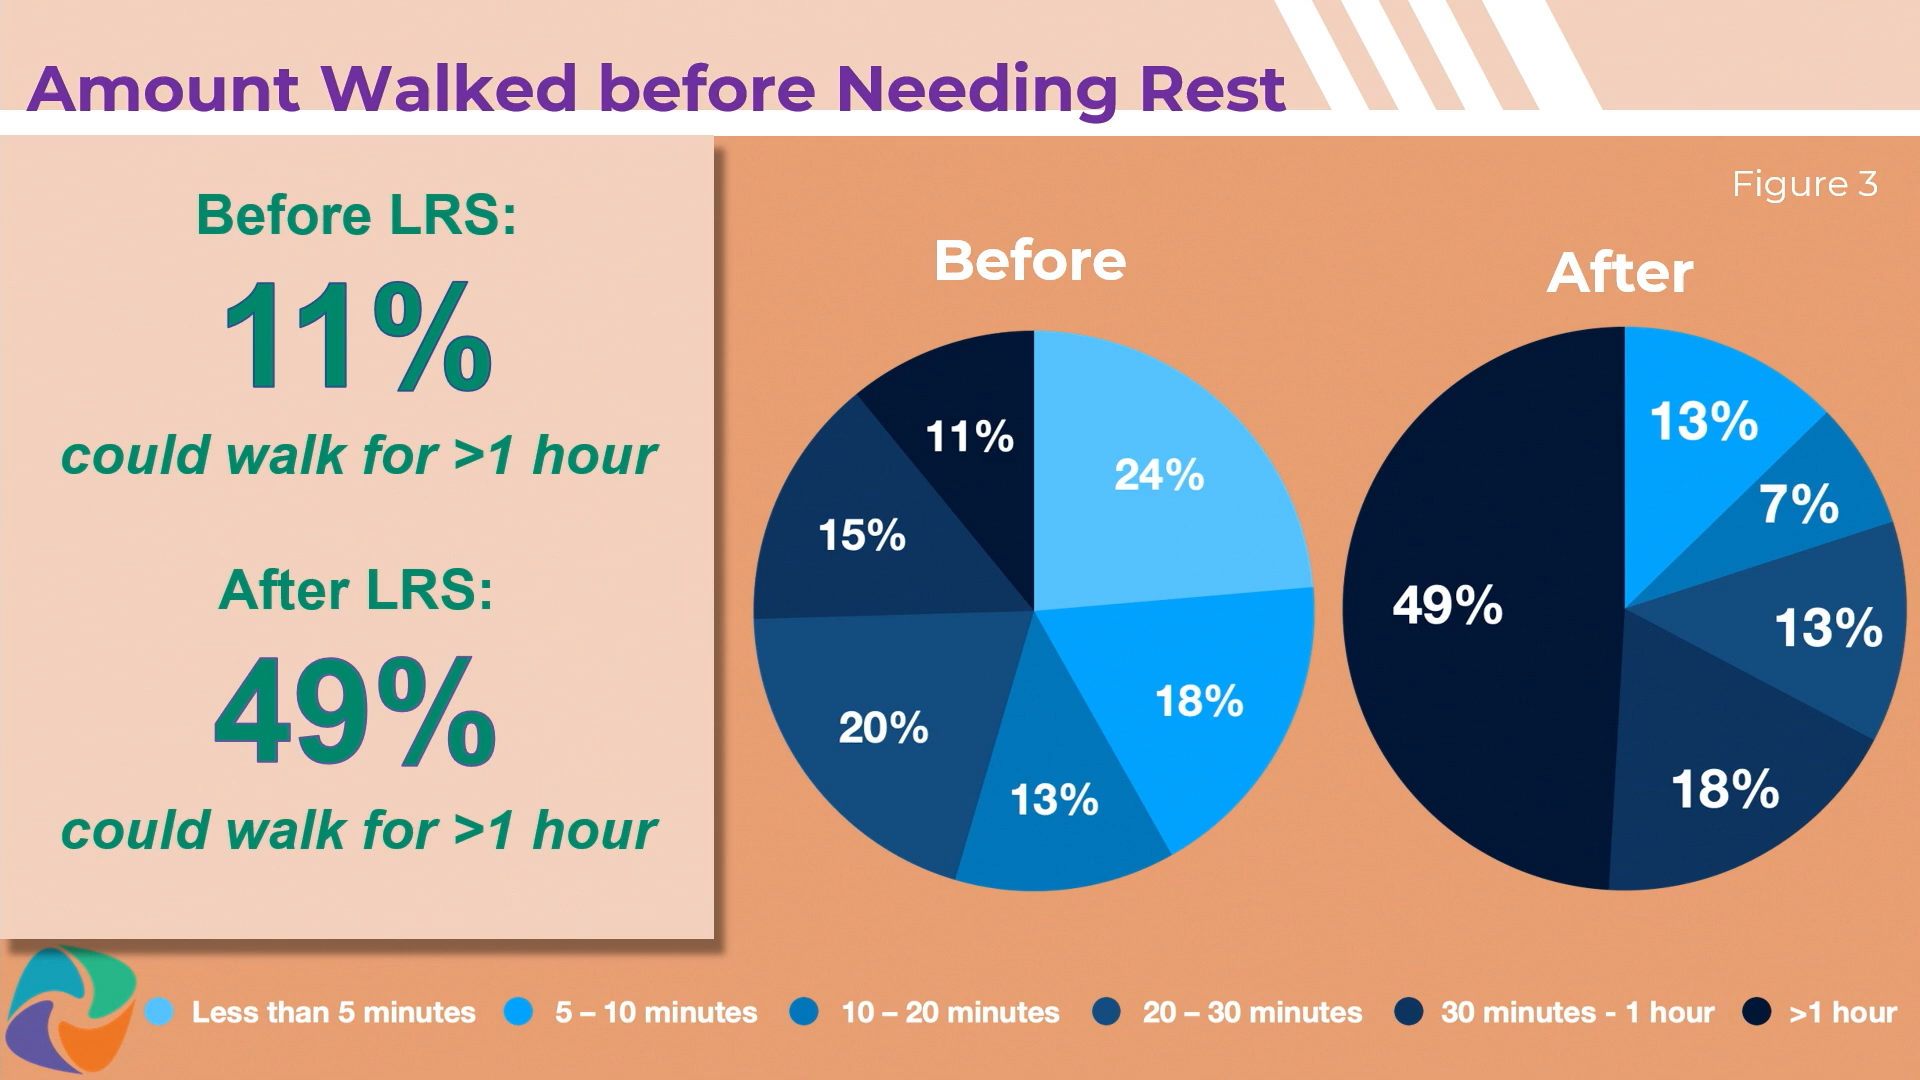 Amount Walked before Needing Rest
Before LRS:
11%
could walk for >1 hour
After LRS:
49%
could walk for >1 hour
Figure 3
Before
24%
18%
13%
20%
15%
11%
After
13%
7%
13%
18%
49%
Less than 5 minutes
5 – 10 minutes
10 – 20 minutes
20 – 30 minutes
30 minutes - 1 hour
>1 hour